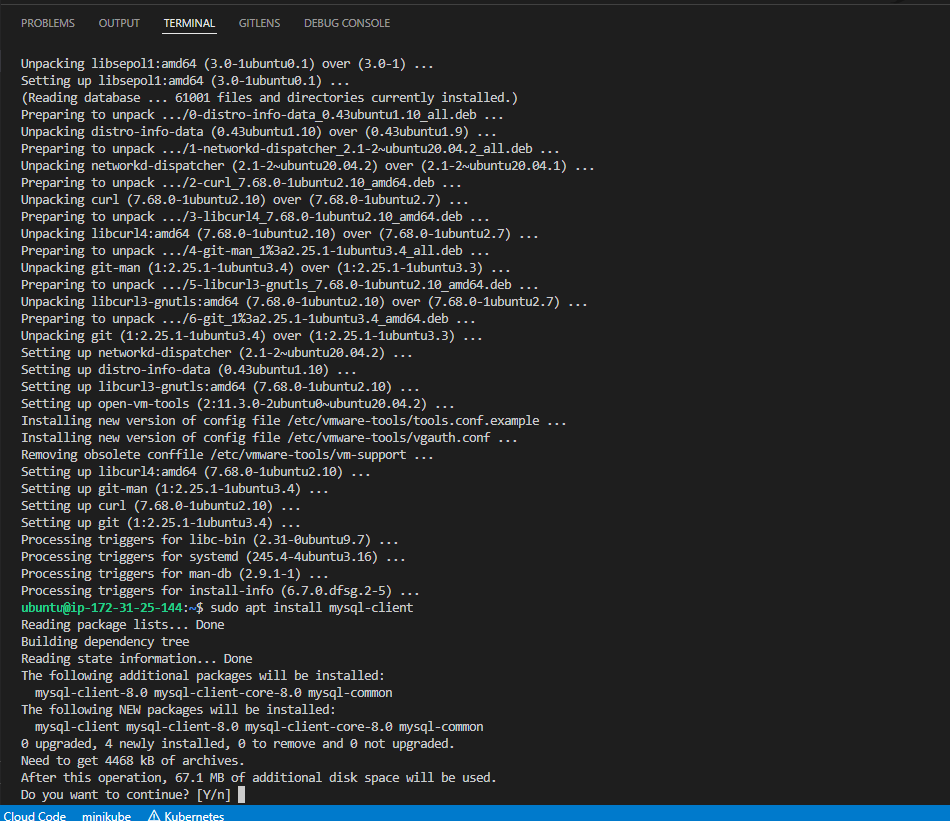 PROBLEMS OUTPUT TERMINAL GITLENS DEBUG CONSOLE
Unpacking libsepol1:amd64 (3.0-1ubuntu0.1) over (3.0-1) ...
Setting up libsepol1:amd64 (3.0-1ubuntu0.1) ...
(Reading database ... 61001 files and directories currently installed.)
Preparing to unpack .../0-distro-info-data_0.43ubuntu1.10_all.deb ...
Unpacking distro-info-data (0.43ubuntu1.10) over (0.43ubuntu1.9) ...
Preparing to unpack .../1-networkd-dispatcher_2.1-2~ubuntu20.04.2_all.deb ...
Unpacking networkd-dispatcher (2.1-2~ubuntu20.04.2) over (2.1-2~ubuntu20.04.1) ...
Preparing to unpack .../2-curl_7.68.0-1ubuntu2.10_amd64.deb ...
Unpacking curl (7.68.0-1ubuntu2.10) over (7.68.0-1ubuntu2.7) ...
Preparing to unpack .../3-libcurl4_7.68.0-1ubuntu2.10_amd64.deb ...
Unpacking libcurl4:amd64 (7.68.0-1ubuntu2.10) over (7.68.0-1ubuntu2.7) ...
Preparing to unpack .../4-git-man_1%3a2.25.1-1ubuntu3.4_all.deb ...
Unpacking git-man (1:2.25.1-1ubuntu3.4) over (1:2.25.1-1ubuntu3.3) ...
Preparing to unpack .../5-libcurl3-gnutls_7.68.0-1ubuntu2.10_amd64.deb ...
Unpacking libcurl3-gnutls:amd64 (7.68.0-1ubuntu2.10) over (7.68.0-1ubuntu2.7) ...
Preparing to unpack .../6-git_1%3a2.25.1-1ubuntu3.4_amd64.deb ...
Unpacking git (1:2.25.1-1ubuntu3.4) over (1:2.25.1-1ubuntu3.3) ...
Setting up networkd-dispatcher (2.1-2~ubuntu20.04.2) ...
Setting up distro-info-data (0.43ubuntu1.10) ...
Setting up libcurl3-gnutls:amd64 (7.68.0-1ubuntu2.10) ...
Setting up open-vm-tools (2:11.3.0-2ubuntu0~ubuntu20.04.2) ...
Installing new version of config file /etc/vmware-tools/tools.conf.example ...
Installing new version of config file /etc/vmware-tools/vgauth.conf ...
Removing obsolete conffile /etc/vmware-tools/vm-support ...
Setting up libcurl4:amd64 (7.68.0-1ubuntu2.10) ...
Setting up git-man (1:2.25.1-1ubuntu3.4) ...
Setting up curl (7.68.0-1ubuntu2.10) ...
Setting up git (1:2.25.1-1ubuntu3.4) ...
Processing triggers for libc-bin (2.31-0ubuntu9.7) ...
Processing triggers for systemd (245.4-4ubuntu3.16) ...
Processing triggers for man-db (2.9.1-1) ...
Processing triggers for install-info (6.7.0.dfsg.2-5) ...
ubuntu@ip-172-31-25-144:~$ sudo apt install mysql-client
Reading package lists... Done
Building dependency tree
Reading state information... Done
The following additional packages will be installed:
mysql-client-8.0 mysql-client-core-8.0 mysql-common
The following NEW packages will be installed:
mysql-client mysql-client-8.0 mysql-client-core-8.0 mysql-common
0 upgraded, 4 newly installed, 0 to remove and 0 not upgraded.
Need to get 4468 kB of archives.
After this operation, 67.1 MB of additional disk space will be used.
Do you want to continue? [Y/n]
Cloud Code minikube Kubernetes